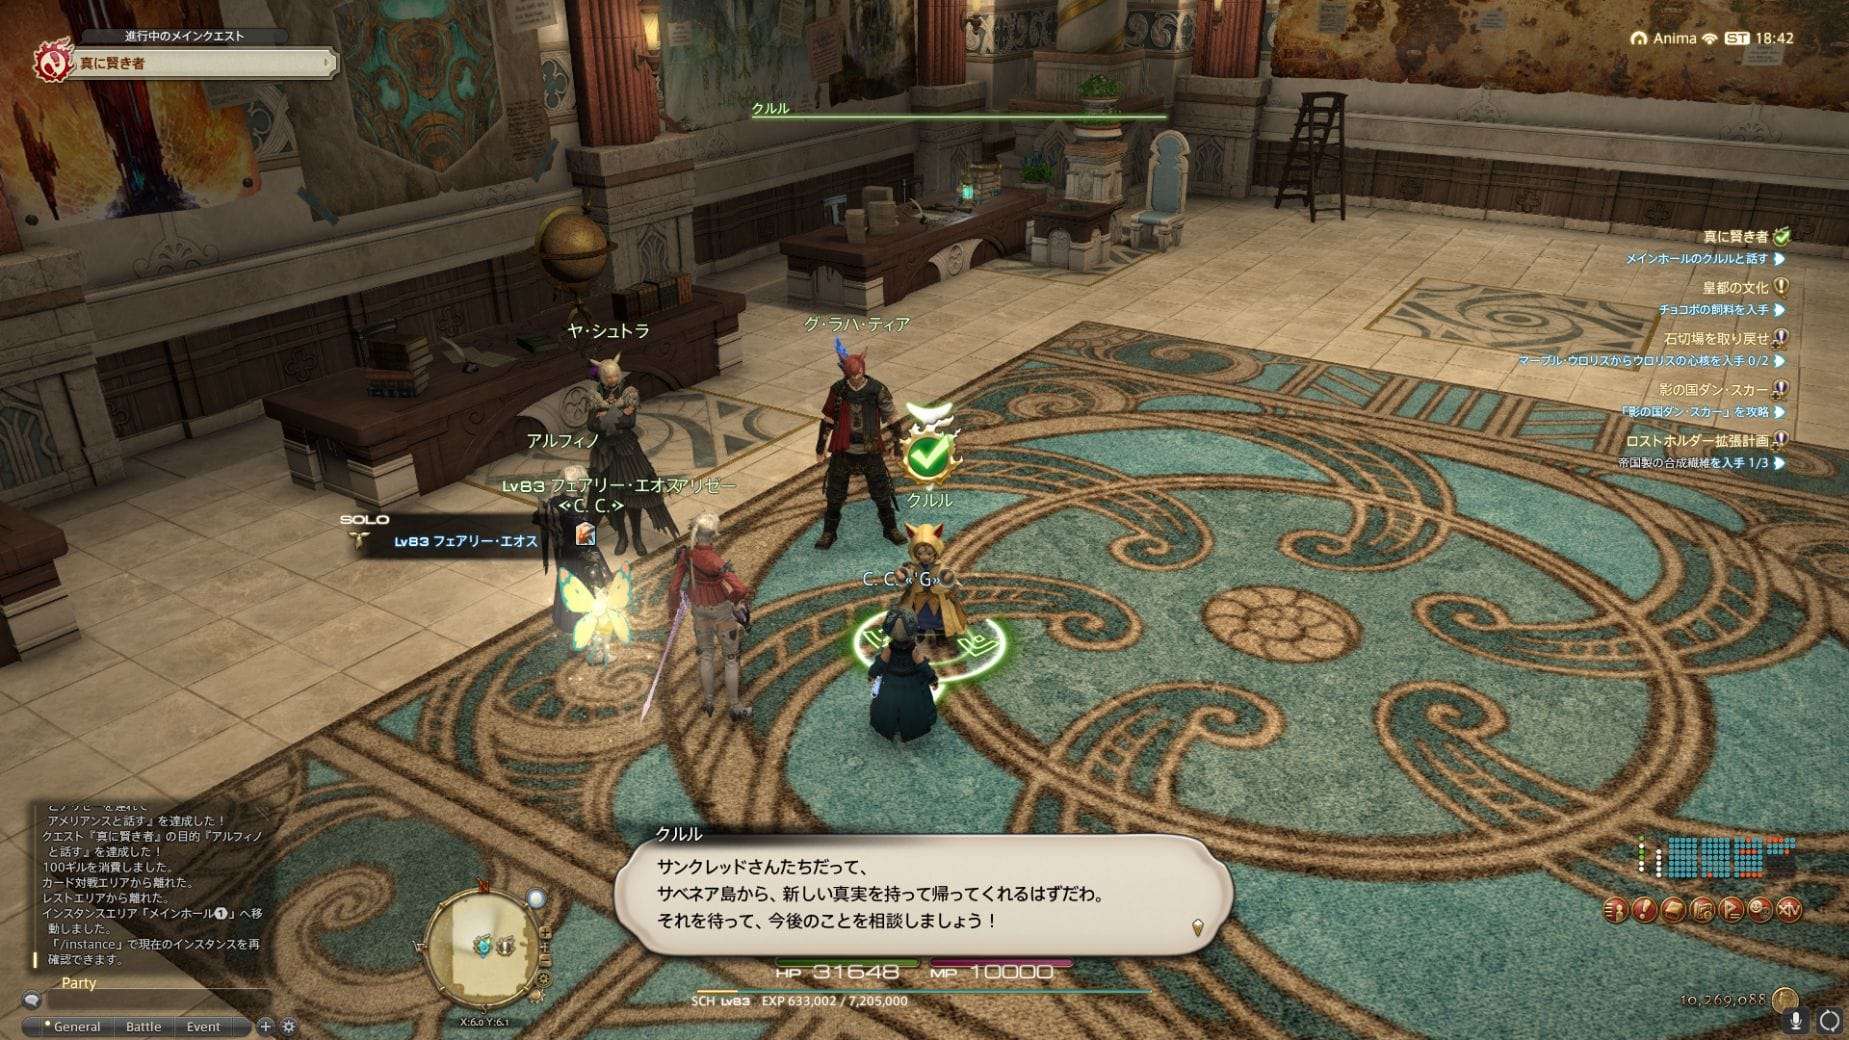 進行中のメインクエスト
真に賢き者
Anima ST 18:42
クルル
真に賢き者
メインホールのクルルと話す
皇都の文化
チョコボの飼料を入手
石切場を取り戻せ
マーブル・ウロリスからウロリスの心核を入手 0/2
影の国ダン・スカー
「影の国ダン・スカー」を攻略
ロストホルダー拡張計画
帝国製の合成繊維を入手 1/3
ヤ・シュトラ
グ・ラハ・ティア
アルフィノ
Lv83 フェアリー・エオス
アリゼー
«C. C.»
クルル
SOLO
Lv83 フェアリー・エオス
C. C. «'G»
とアリゼーを連れて
アメリアンスと話す』を達成した！
クエスト『真に賢き者』の目的『アルフィノ
と話す』を達成した！
100ギルを消費しました。
カード対戦エリアから離れた。
レストエリアから離れた。
インスタンスエリア「メインホール1」へ移
動しました。
「/instance」で現在のインスタンスを再
確認できます。
Party
General Battle Event
X:6.0 Y:6.1
クルル
サンクレッドさんたちだって、
サベネア島から、新しい真実を持って帰ってくれるはずだわ。
それを待って、今後のことを相談しましょう！
HP 31648 MP 10000
SCH Lv83 EXP 633,002 / 7,205,000
10,269,088